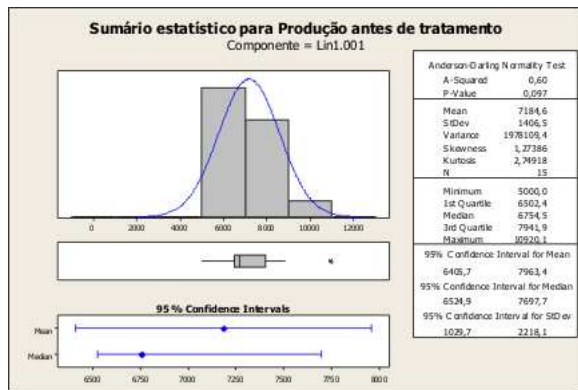 Sumário estatístico para Produção antes de tratamento
Componente = Lin1.001
0 2000 4000 6000 8000 10000 12000
95% Confidence Intervals
Mean
Median
6500 6750 7000 7250 7500 7750 8000
Anderson-Darling Normality Test
A-Squared 0,60
P-Value 0,097
Mean 7184,6
StDev 1406,5
Variance 1978109,4
Skewness 1,27386
Kurtosis 2,74918
N 15
Minimum 5000,0
1st Quartile 6502,4
Median 6754,5
3rd Quartile 7941,9
Maximum 10920,1
95% Confidence Interval for Mean
6405,7 7963,4
95% Confidence Interval for Median
6524,9 7697,7
95% Confidence Interval for StDev
1029,7 2218,1